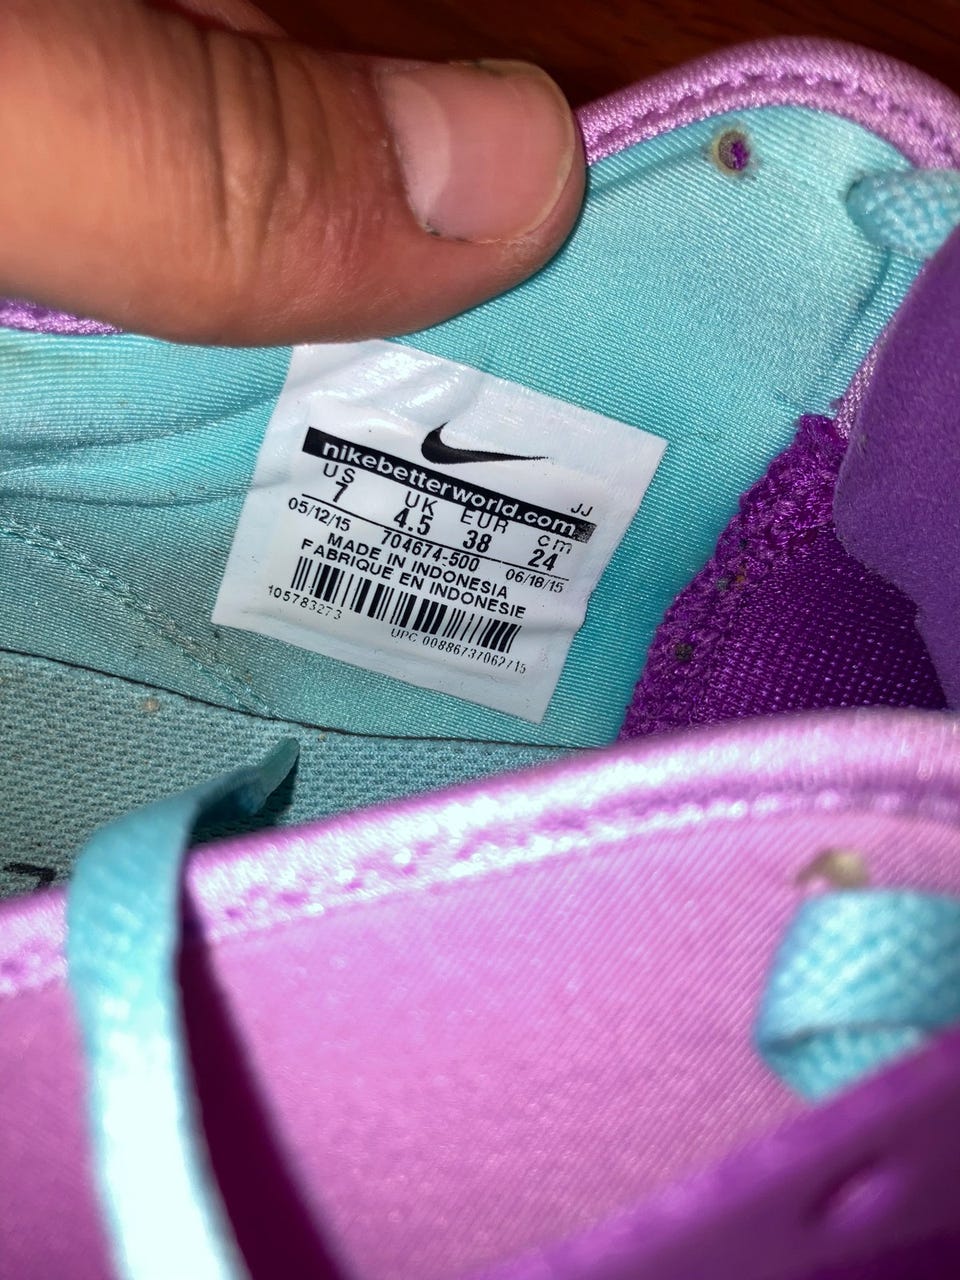 nikebetterworld.com
JJ
US UK EUR cm
7 4.5 38 24
05/12/15 704674-500 06/18/15
MADE IN INDONESIA
FABRIQUE EN INDONESIE
105783273
UPC 00886737062715